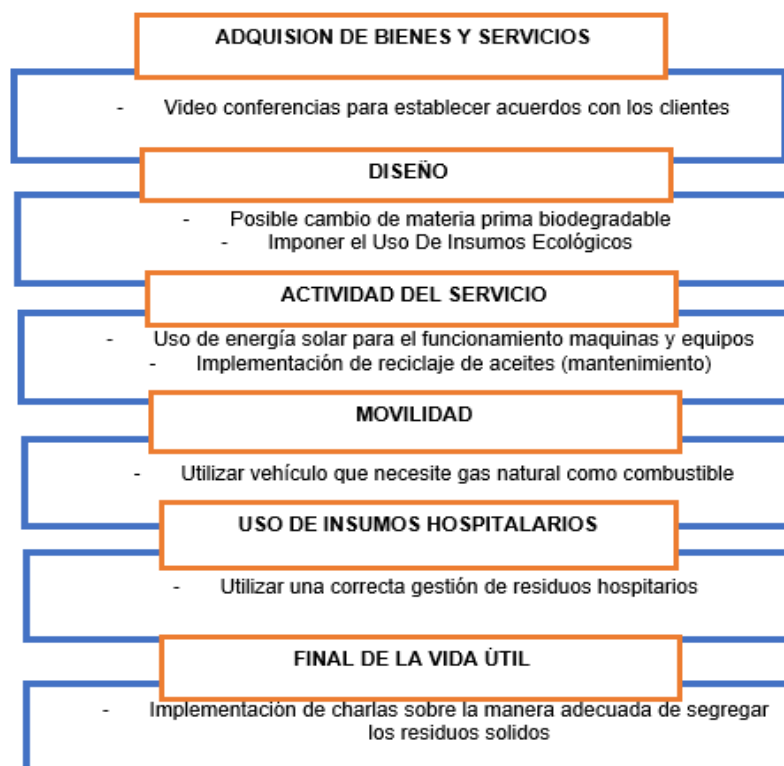 ADQUISION DE BIENES Y SERVICIOS
- Video conferencias para establecer acuerdos con los clientes
DISEÑO
- Posible cambio de materia prima biodegradable
- Imponer el Uso De Insumos Ecológicos
ACTIVIDAD DEL SERVICIO
- Uso de energía solar para el funcionamiento maquinas y equipos
- Implementación de reciclaje de aceites (mantenimiento)
MOVILIDAD
- Utilizar vehículo que necesite gas natural como combustible
USO DE INSUMOS HOSPITALARIOS
- Utilizar una correcta gestión de residuos hospitarios
FINAL DE LA VIDA ÙTIL
- Implementación de charlas sobre la manera adecuada de segregar
los residuos solidos